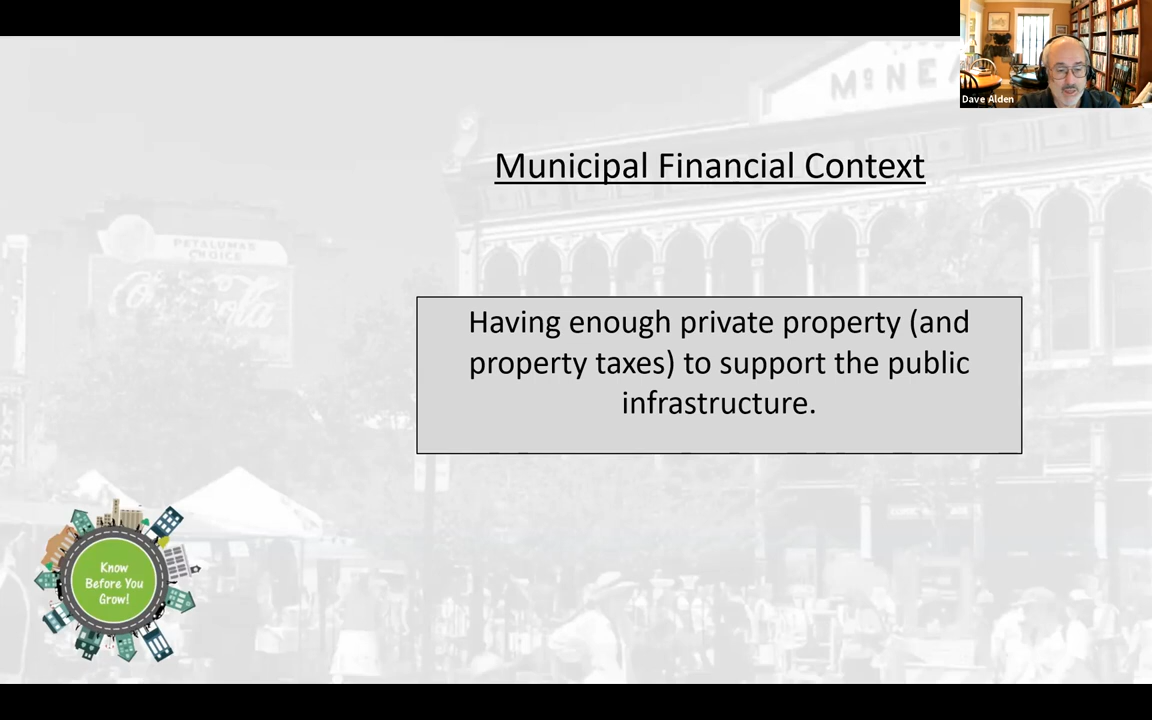 MCNEA
Dave Alden
Municipal Financial Context
PETALUMA'S
CHOICE
Coca-Cola
Having enough private property (and
property taxes) to support the public
infrastructure.
Know
Before You
Grow!